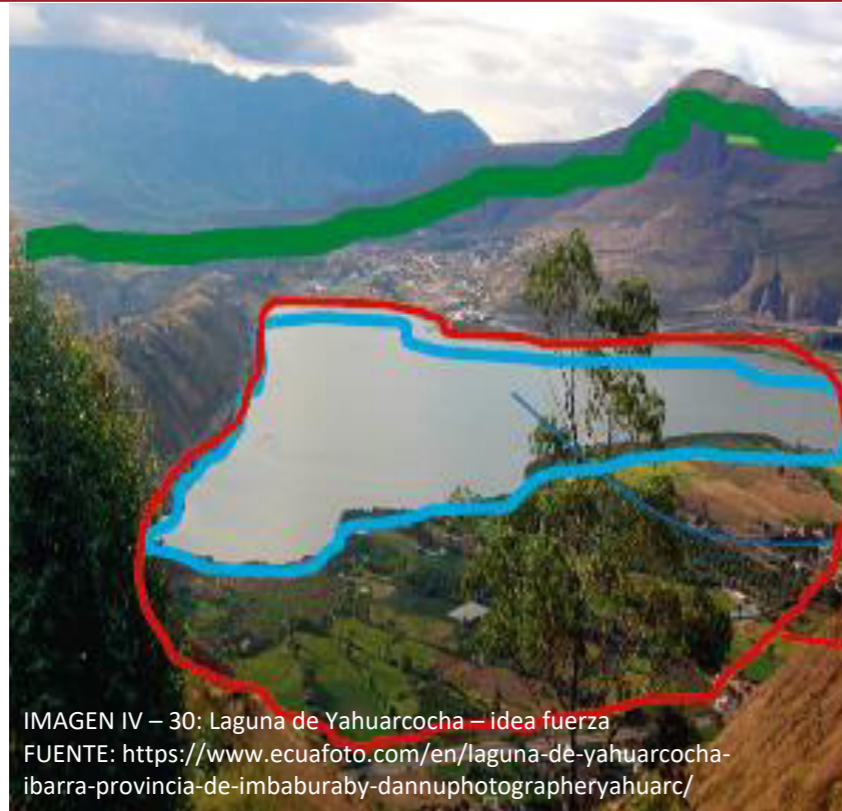 IMAGEN IV – 30: Laguna de Yahuarcocha – idea fuerza
FUENTE: https://www.ecuafoto.com/en/laguna-de-yahuarcocha-
ibarra-provincia-de-imbaburaby-dannuphotographeryahuarc/